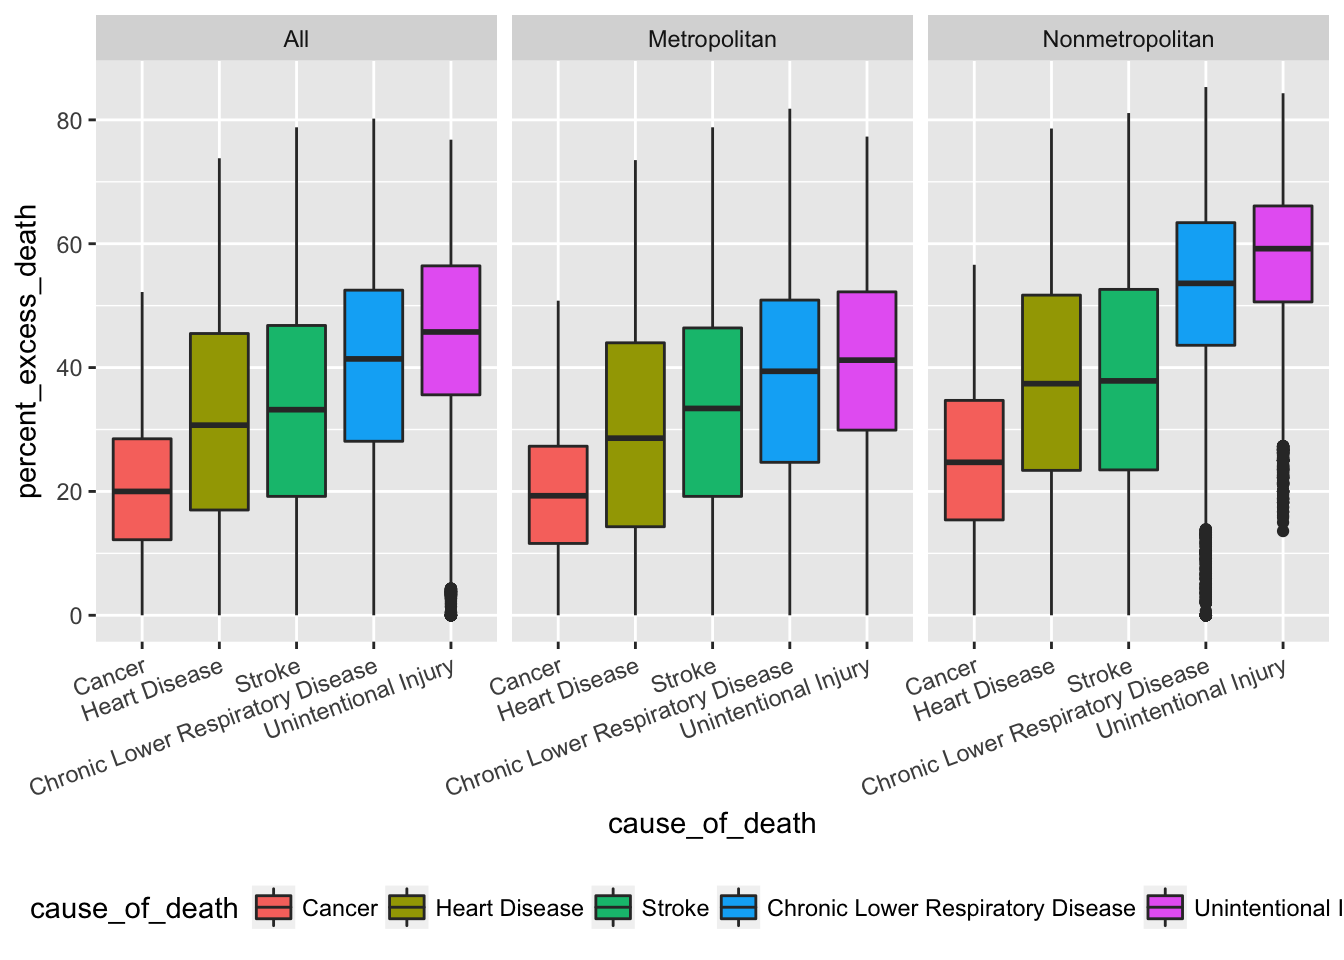 All
Metropolitan
Nonmetropolitan
percent_excess_death
80
60
40
20
0
Cancer
Heart Disease
Stroke
Chronic Lower Respiratory Disease
Unintentional Injury
Cancer
Heart Disease
Stroke
Chronic Lower Respiratory Disease
Unintentional Injury
Cancer
Heart Disease
Stroke
Chronic Lower Respiratory Disease
Unintentional Injury
cause_of_death
cause_of_death Cancer Heart Disease Stroke Chronic Lower Respiratory Disease Unintentional I